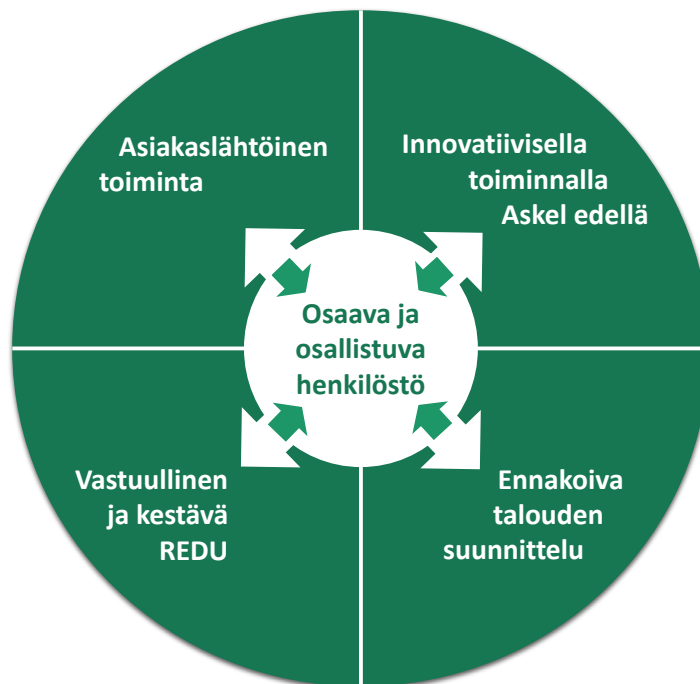 Asiakaslähtöinen
toiminta
Innovatiivisella
toiminnalla
Askel edellä
Osaava ja
osallistuva
henkilöstö
Vastuullinen
ja kestävä
REDU
Ennakoiva
talouden
suunnittelu